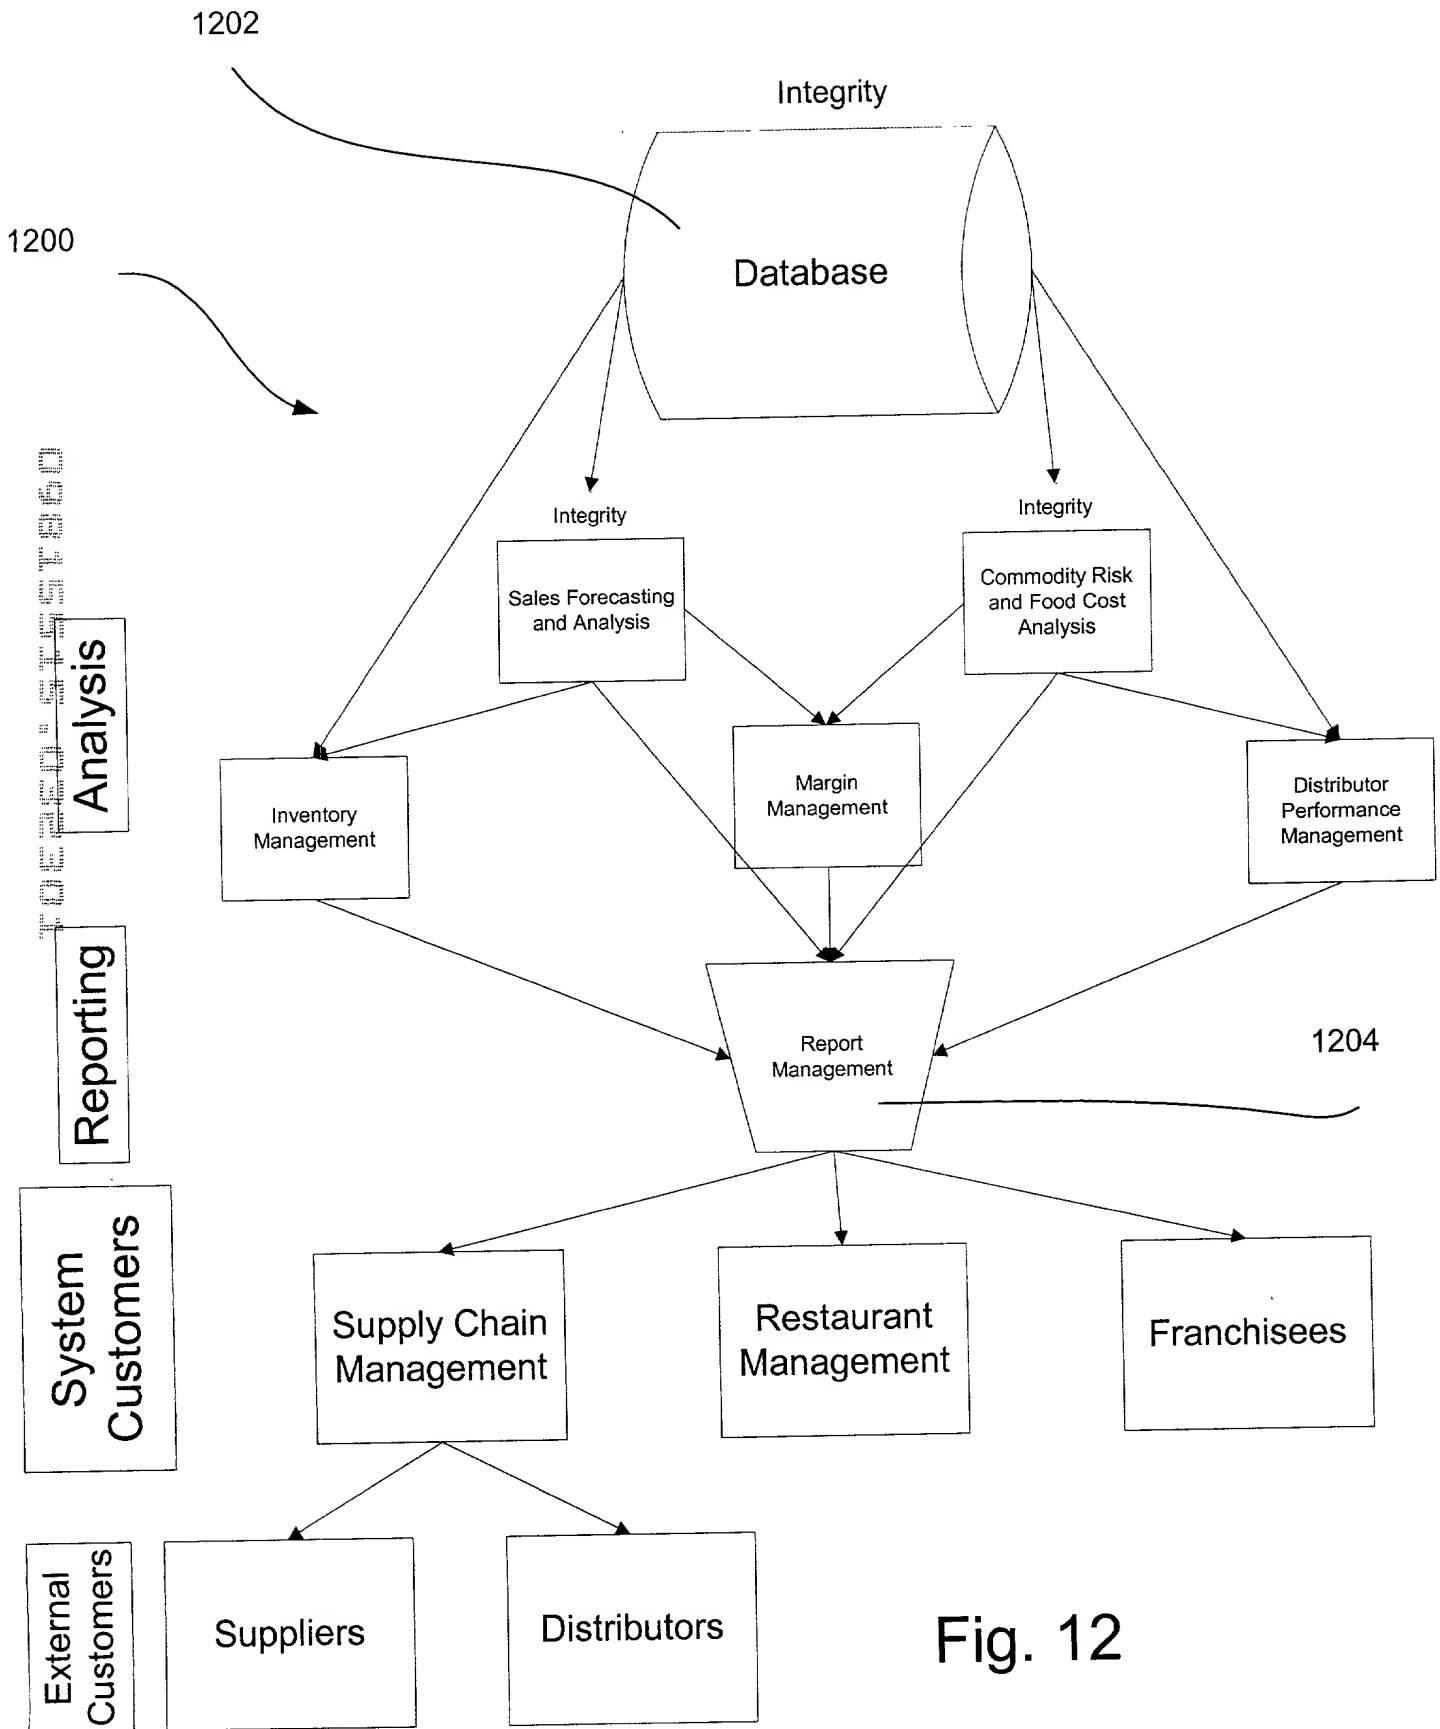 1202
Integrity
1200
Database
Integrity
Integrity
Sales Forecasting
and Analysis
Commodity Risk
and Food Cost
Analysis
Analysis
Inventory
Management
Margin
Management
Distributor
Performance
Management
Reporting
Report
Management
1204
System
Customers
Supply Chain
Management
Restaurant
Management
Franchisees
External
Customers
Suppliers
Distributors
Fig. 12